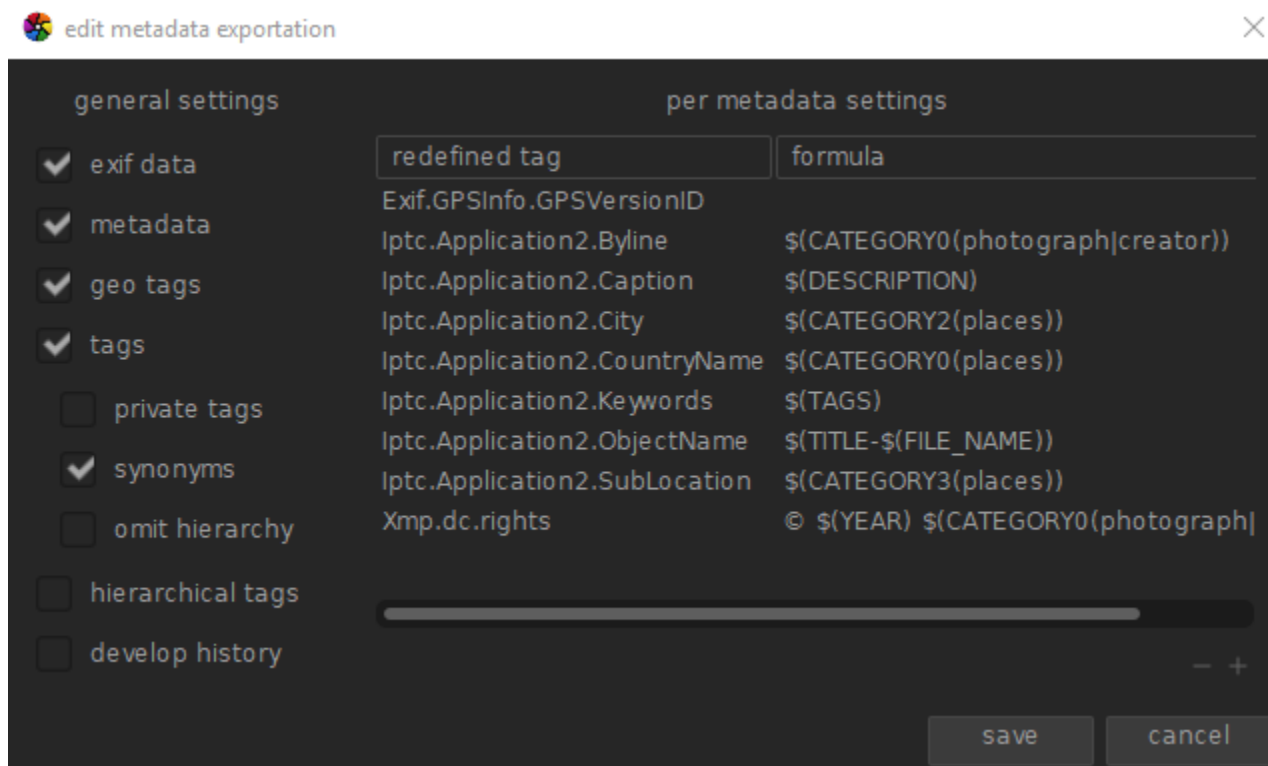 edit metadata exportation
general settings
per metadata settings
exif data
metadata
geo tags
tags
private tags
synonyms
omit hierarchy
hierarchical tags
develop history
redefined tag formula
Exif.GPSInfo.GPSVersionID
Iptc.Application2.Byline $(CATEGORY0(photograph|creator))
Iptc.Application2.Caption $(DESCRIPTION)
Iptc.Application2.City $(CATEGORY2(places))
Iptc.Application2.CountryName $(CATEGORY0(places))
Iptc.Application2.Keywords $(TAGS)
Iptc.Application2.ObjectName $(TITLE-$(FILE_NAME))
Iptc.Application2.SubLocation $(CATEGORY3(places))
Xmp.dc.rights © $(YEAR) $(CATEGORY0(photograph|
save
cancel